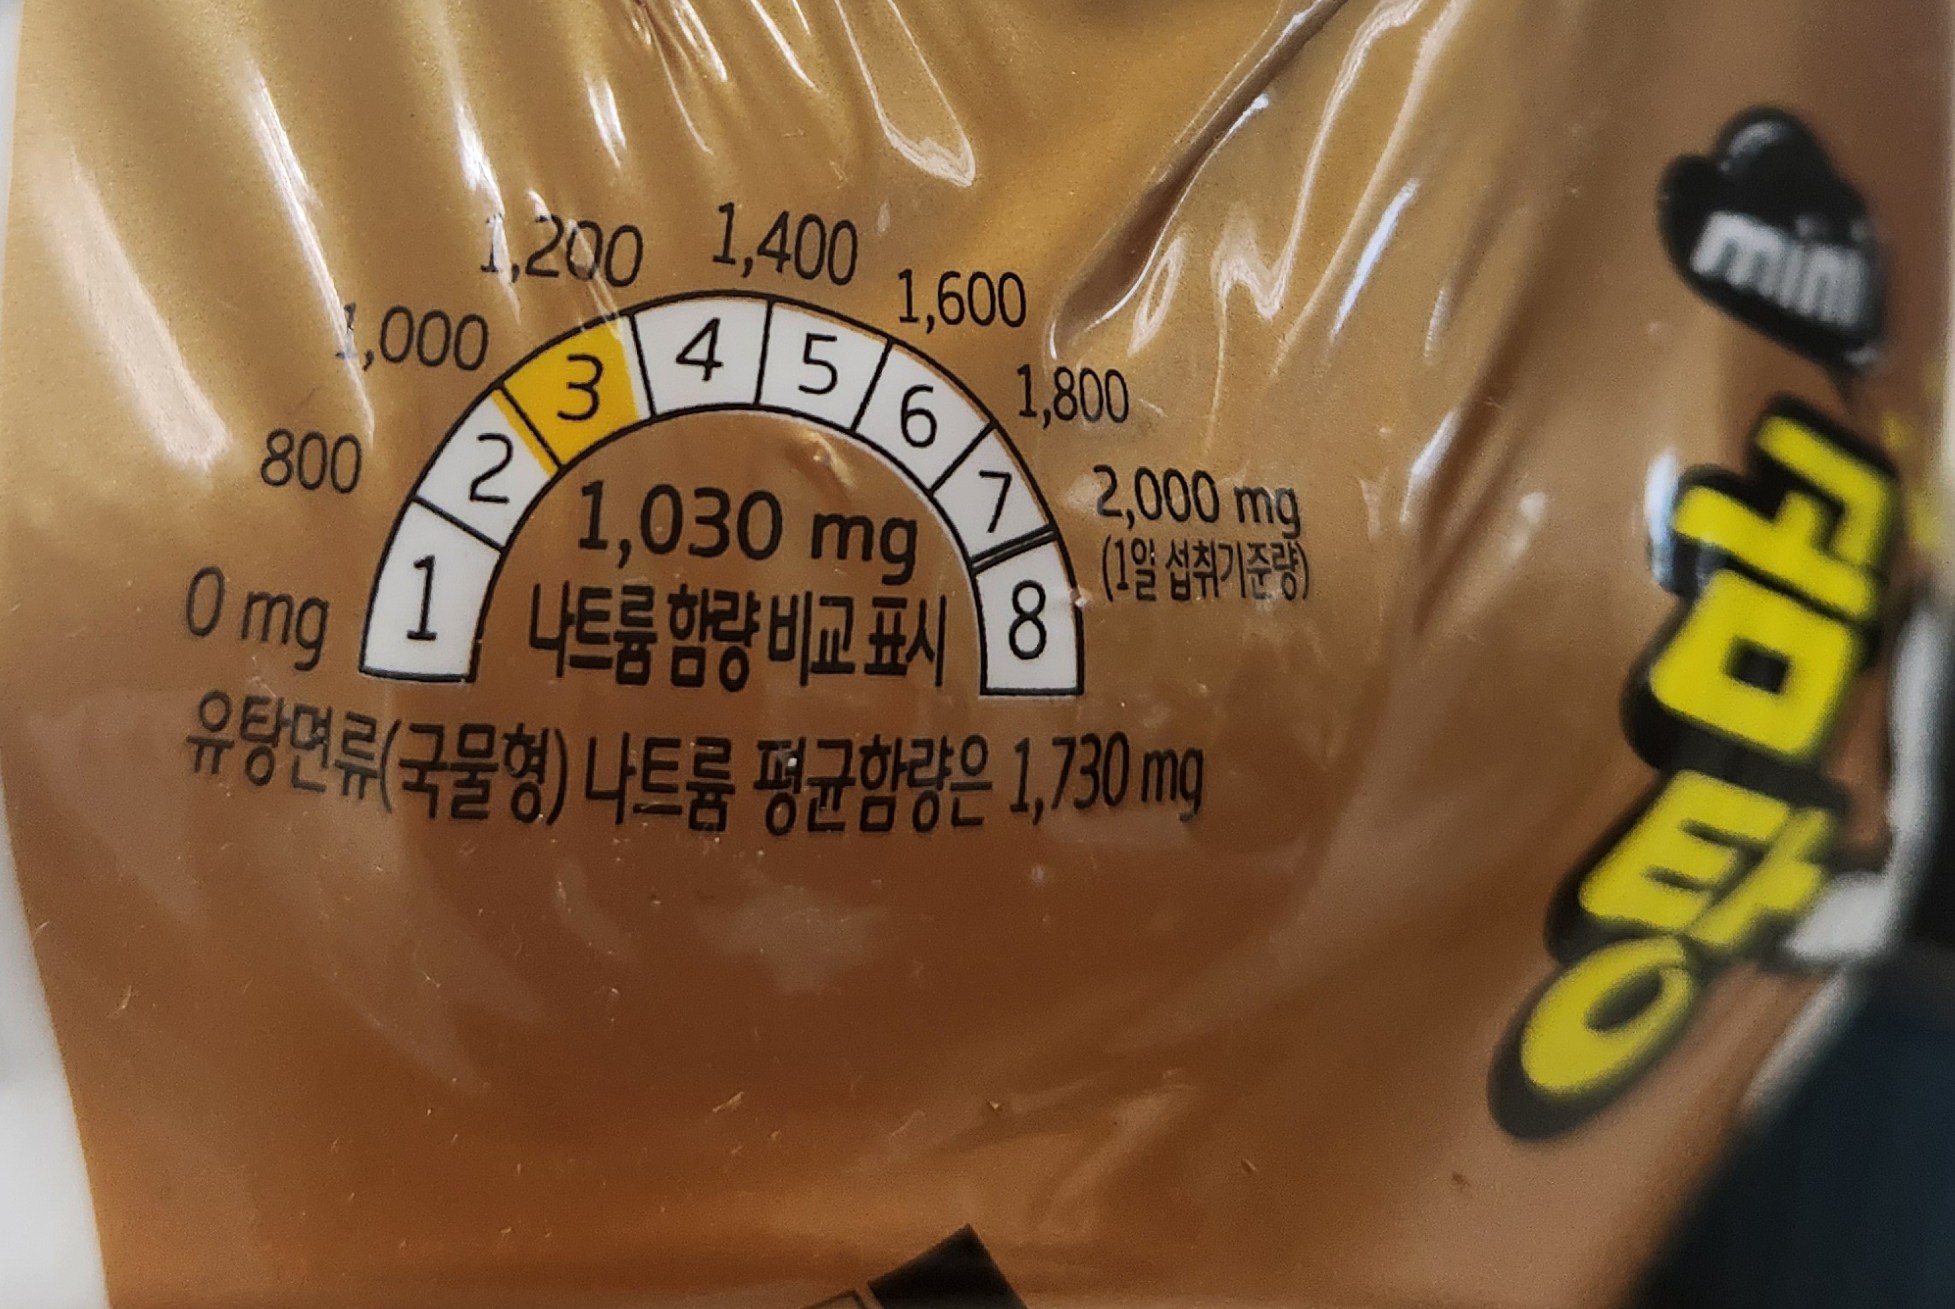 1,200 1,400
1,000 1,600
800 1,800
0 mg 2,000 mg
(1일 섭취기준량)
1 2 3 4 5 6 7 8
1,030 mg
나트륨 함량 비교 표시
유탕면류(국물형) 나트륨 평균함량은 1,730 mg
mini
곰탕